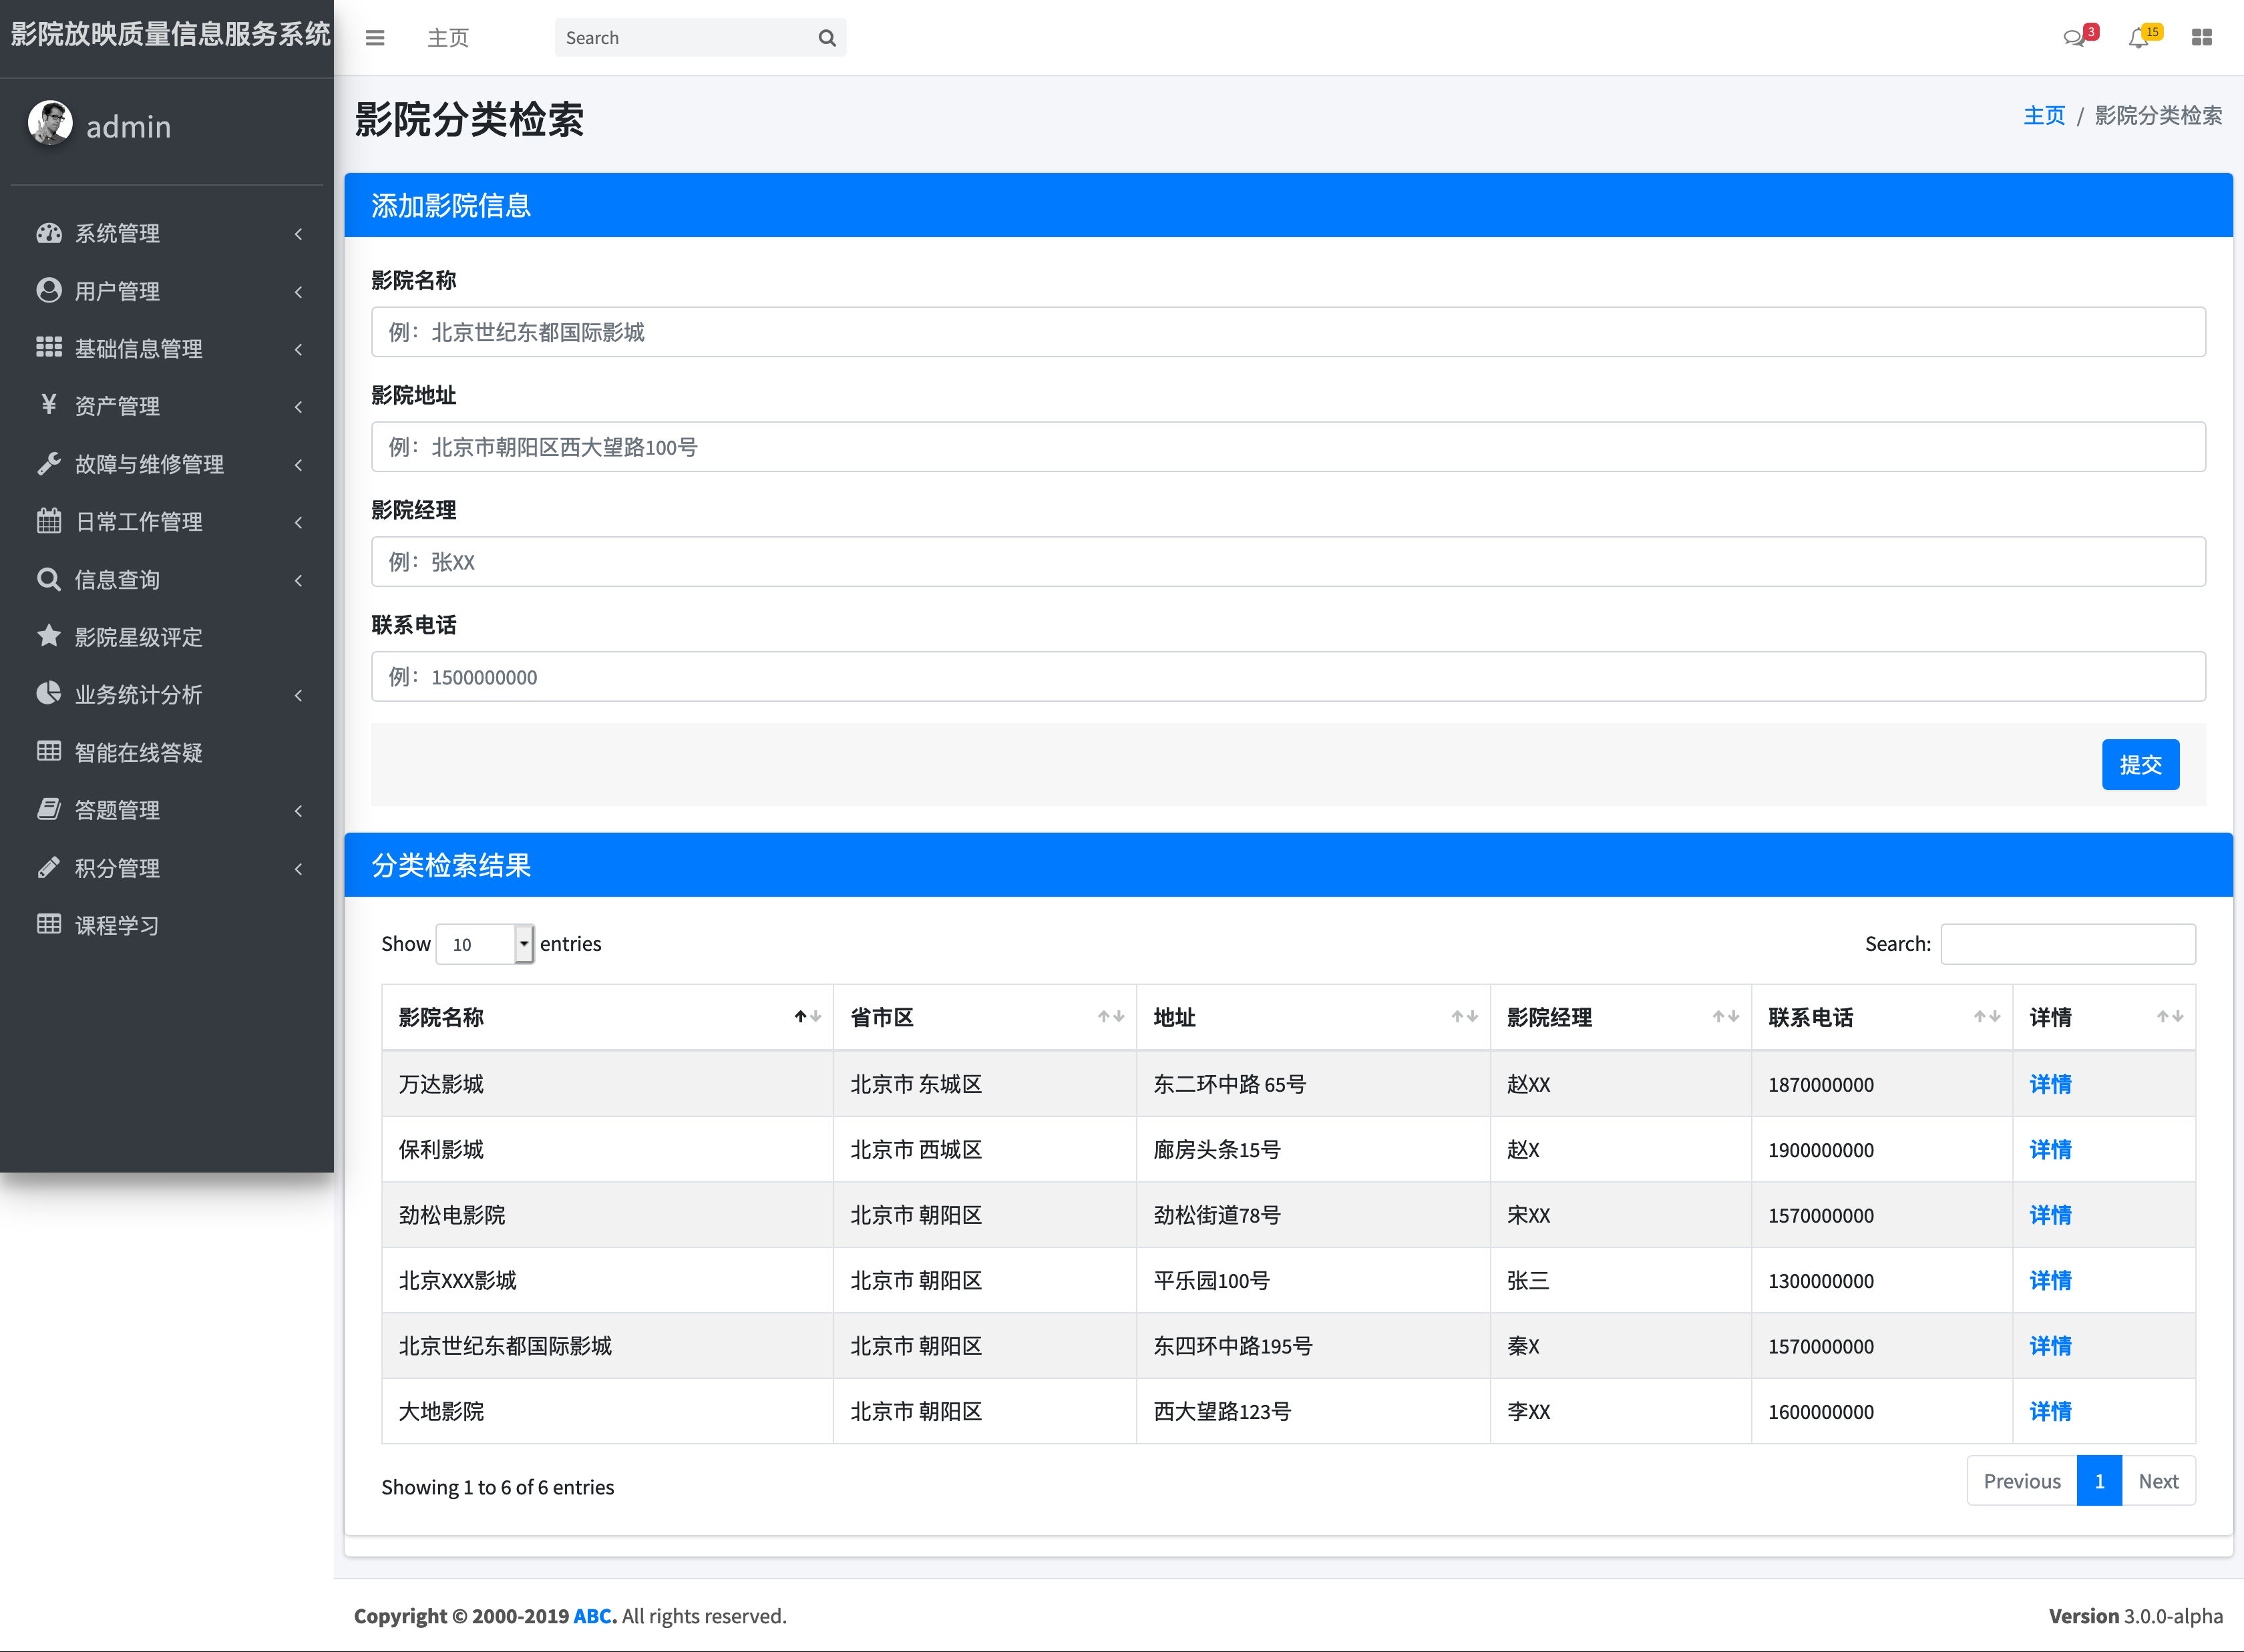 影院放映质量信息服务系统
主页
Search
3
15
admin
系统管理
用户管理
基础信息管理
资产管理
故障与维修管理
日常工作管理
信息查询
影院星级评定
业务统计分析
智能在线答疑
答题管理
积分管理
课程学习
影院分类检索
主页 / 影院分类检索
添加影院信息
影院名称
例：北京世纪东都国际影城
影院地址
例：北京市朝阳区西大望路100号
影院经理
例：张XX
联系电话
例：1500000000
提交
分类检索结果
Show 10 entries
Search:
影院名称 省市区 地址 影院经理 联系电话 详情
万达影城 北京市 东城区 东二环中路 65号 赵XX 1870000000 详情
保利影城 北京市 西城区 廊房头条15号 赵X 1900000000 详情
劲松电影院 北京市 朝阳区 劲松街道78号 宋XX 1570000000 详情
北京XXX影城 北京市 朝阳区 平乐园100号 张三 1300000000 详情
北京世纪东都国际影城 北京市 朝阳区 东四环中路195号 秦X 1570000000 详情
大地影院 北京市 朝阳区 西大望路123号 李XX 1600000000 详情
Showing 1 to 6 of 6 entries
Previous 1 Next
Copyright © 2000-2019 ABC. All rights reserved.
Version 3.0.0-alpha